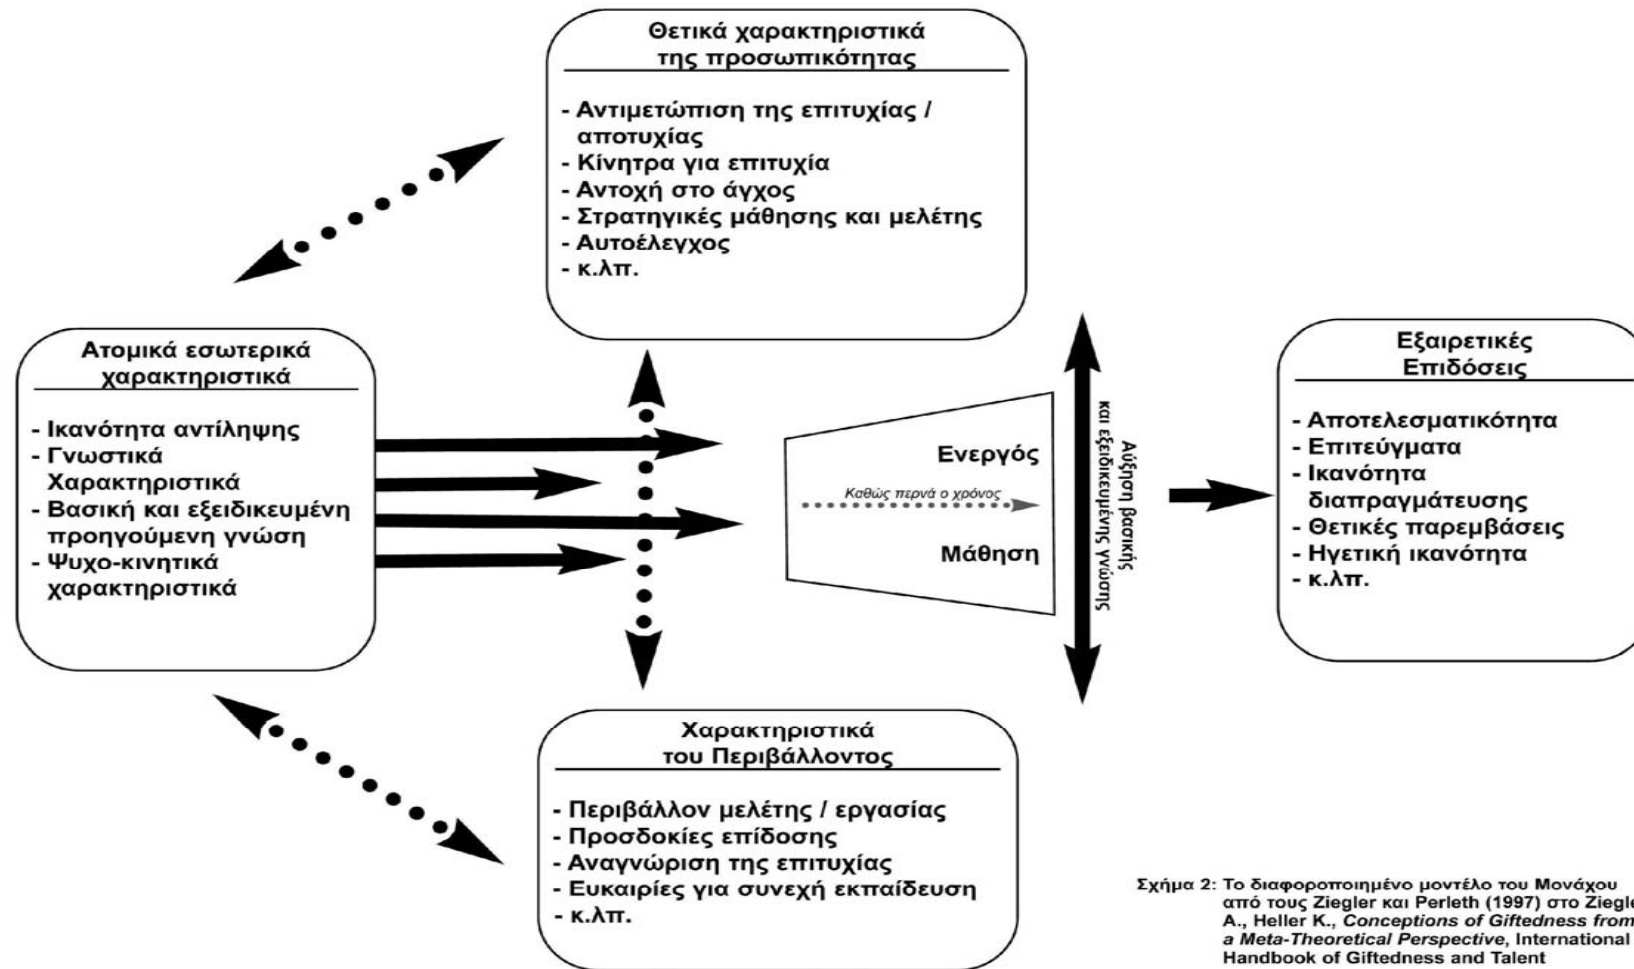 Θετικά χαρακτηριστικά
της προσωπικότητας
- Αντιμετώπιση της επιτυχίας /
αποτυχίας
- Κίνητρα για επιτυχία
- Αντοχή στο άγχος
- Στρατηγικές μάθησης και μελέτης
- Αυτοέλεγχος
- κ.λπ.
Ατομικά εσωτερικά
χαρακτηριστικά
- Ικανότητα αντίληψης
- Γνωστικά
Χαρακτηριστικά
- Βασική και εξειδικευμένη
προηγούμενη γνώση
- Ψυχο-κινητικά
χαρακτηριστικά
Ενεργός
Καθώς περνά ο χρόνος
Μάθηση
Αύξηση βασικής
και εξειδικευμένης γνώσης
Εξαιρετικές
Επιδόσεις
- Αποτελεσματικότητα
- Επιτεύγματα
- Ικανότητα
διαπραγμάτευσης
- Θετικές παρεμβάσεις
- Ηγετική ικανότητα
- κ.λπ.
Χαρακτηριστικά
του Περιβάλλοντος
- Περιβάλλον μελέτης / εργασίας
- Προσδοκίες επίδοσης
- Αναγνώριση της επιτυχίας
- Ευκαιρίες για συνεχή εκπαίδευση
- κ.λπ.
Σχήμα 2: Το διαφοροποιημένο μοντέλο του Μονάχου
από τους Ziegler και Perleth (1997) στο Ziegle
A., Heller K., Conceptions of Giftedness from
a Meta-Theoretical Perspective, International
Handbook of Giftedness and Talent